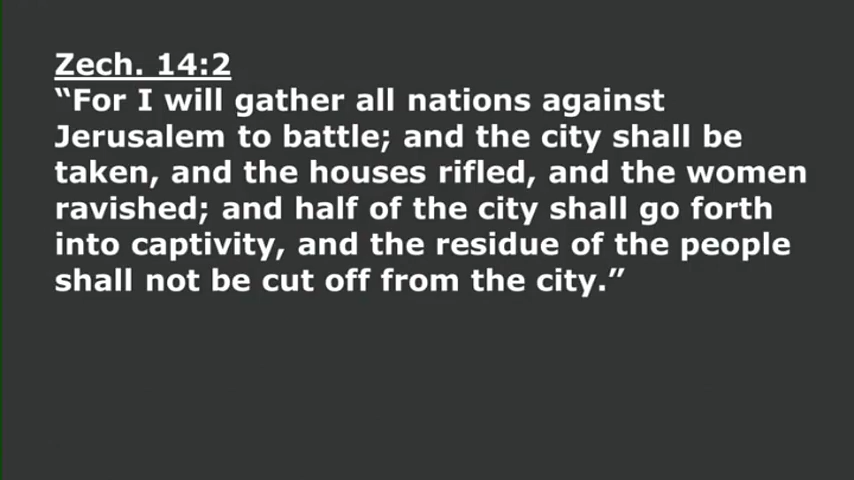 Zech. 14:2
“For I will gather all nations against
Jerusalem to battle; and the city shall be
taken, and the houses rifled, and the women
ravished; and half of the city shall go forth
into captivity, and the residue of the people
shall not be cut off from the city.”